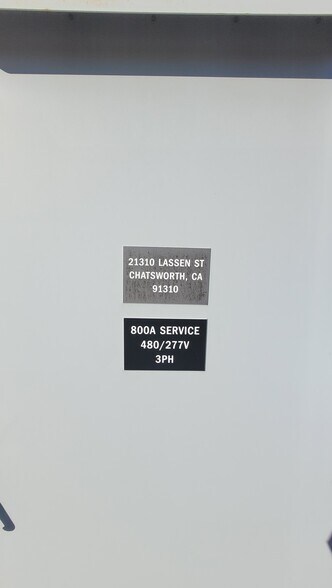 21310 LASSEN ST
CHATSWORTH, CA
91310
800A SERVICE
480/277V
3PH